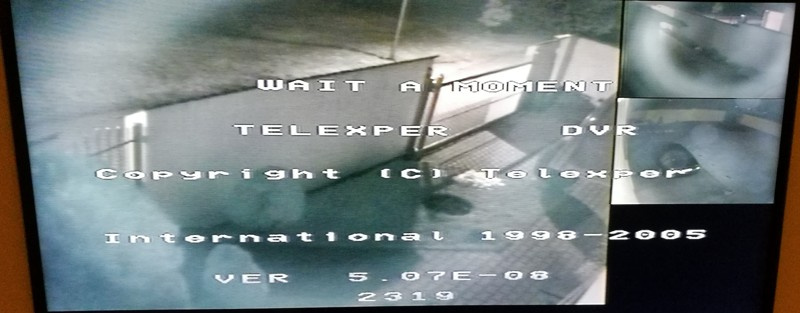 WAIT A MOMENT
TELEXPER DVR
Copyright (C) Telexper
International 1998-2005
VER 5.07E-08
2319